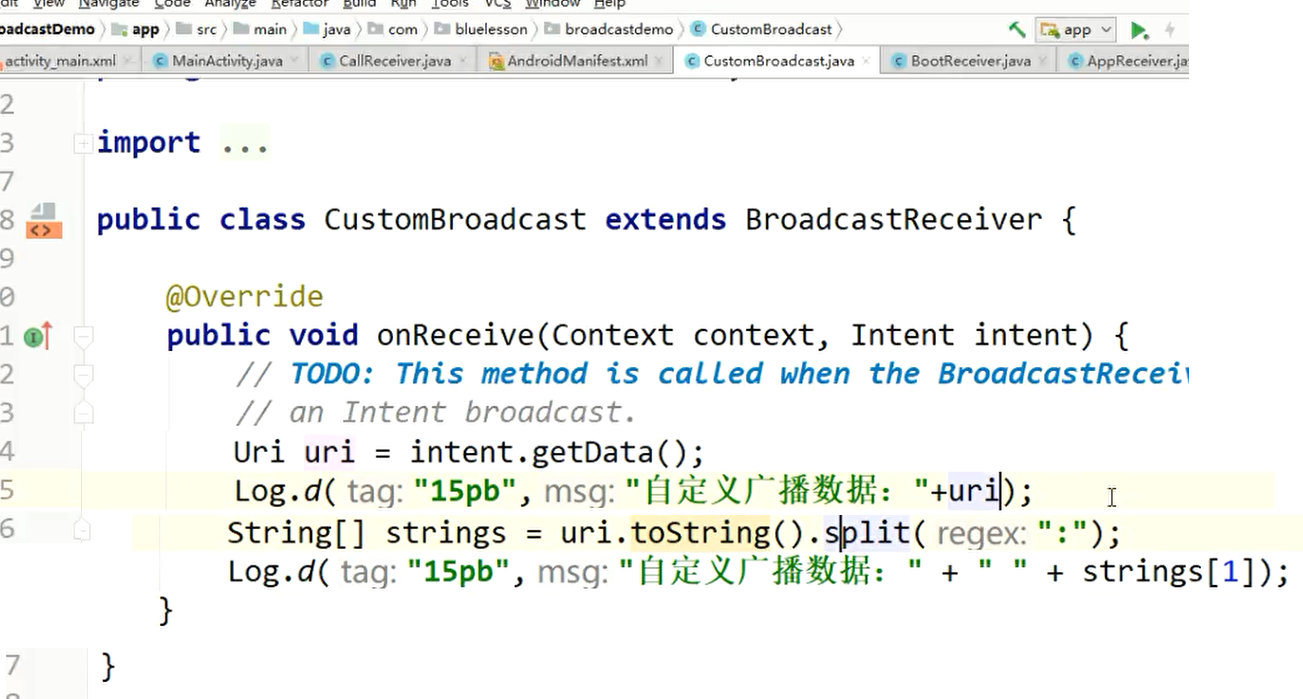 View Navigate Code Analyze Refactor Build Run Tools VCS Window Help
oadcastDemo app src main java com bluelesson broadcastdemo CustomBroadcast app
activity_main.xml MainActivity.java CallReceiver.java AndroidManifest.xml CustomBroadcast.java BootReceiver.java AppReceiver.ja
2
3 import ...
7
8 public class CustomBroadcast extends BroadcastReceiver {
9
0 @Override
1 public void onReceive(Context context, Intent intent) {
2 // TODO: This method is called when the BroadcastRecei
3 // an Intent broadcast.
4 Uri uri = intent.getData();
5 Log.d( tag: "15pb", msg: "自定义广播数据: "+uri);
6 String[] strings = uri.toString().split( regex: ":");
Log.d( tag: "15pb", msg: "自定义广播数据: " + " " + strings[1]);
}
7 }